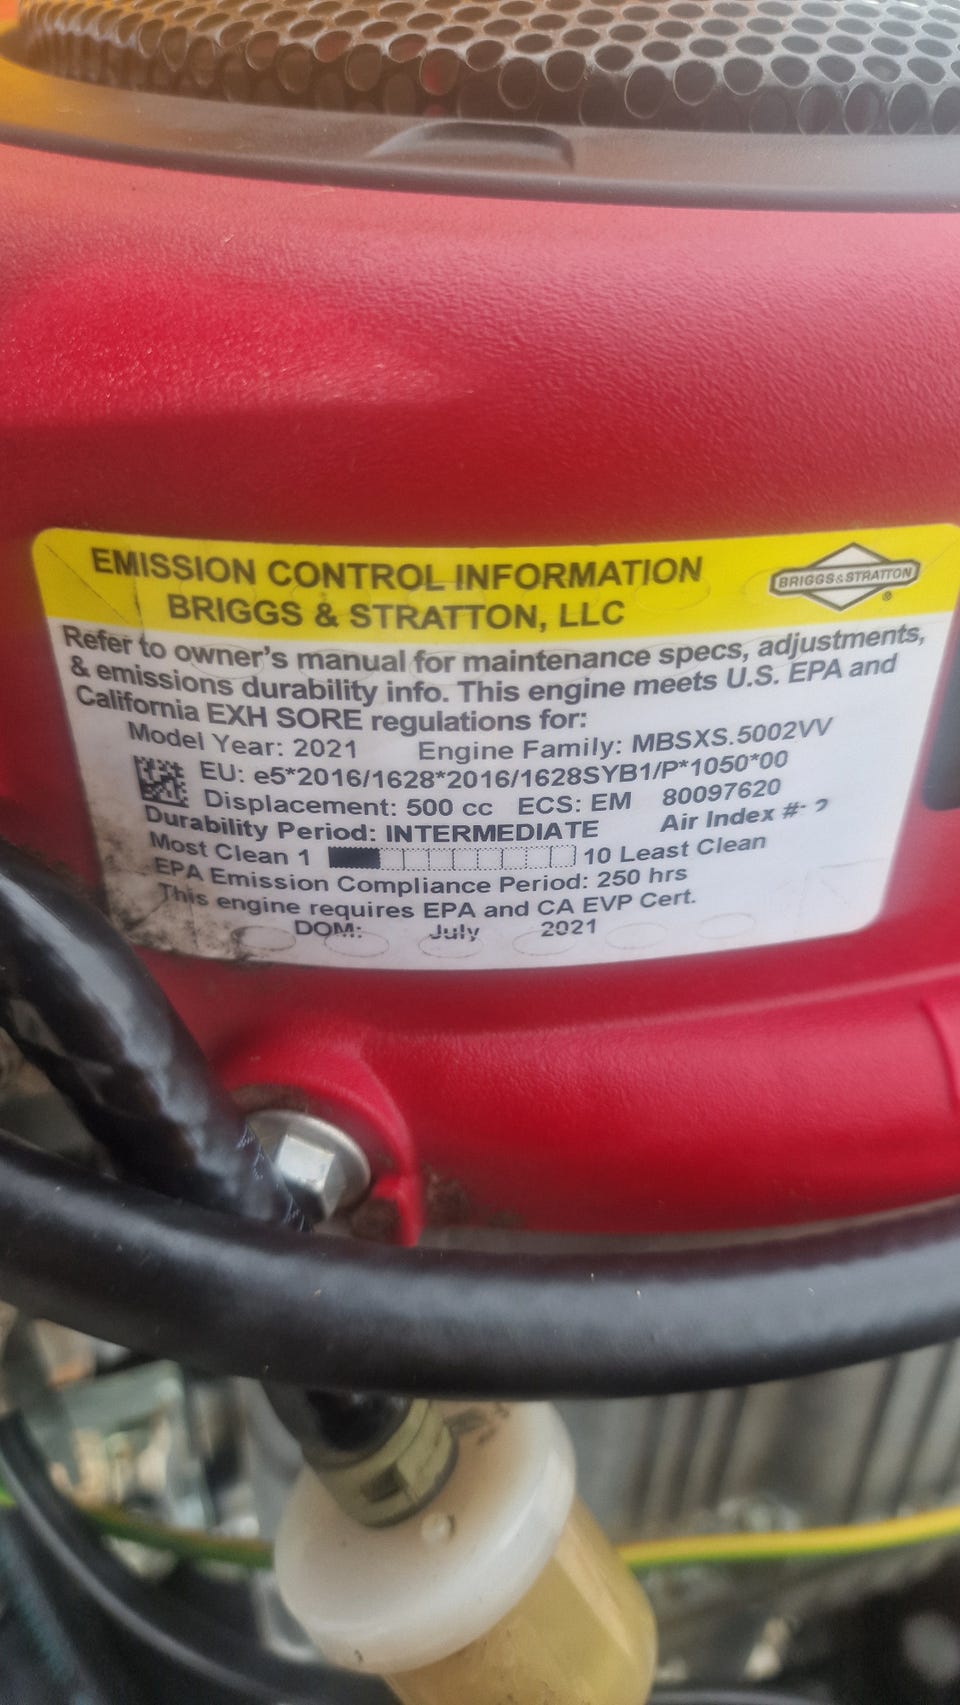 EMISSION CONTROL INFORMATION
BRIGGS & STRATTON, LLC
BRIGGS&STRATTON
®
Refer to owner's manual for maintenance specs, adjustments,
& emissions durability info. This engine meets U.S. EPA and
California EXH SORE regulations for:
Model Year: 2021 Engine Family: MBSXS.5002VV
EU: e5*2016/1628*2016/1628SYB1/P*1050*00
Displacement: 500 cc ECS: EM 80097620
Durability Period: INTERMEDIATE Air Index #: 2
Most Clean 1 10 Least Clean
EPA Emission Compliance Period: 250 hrs
This engine requires EPA and CA EVP Cert.
DOM: July 2021